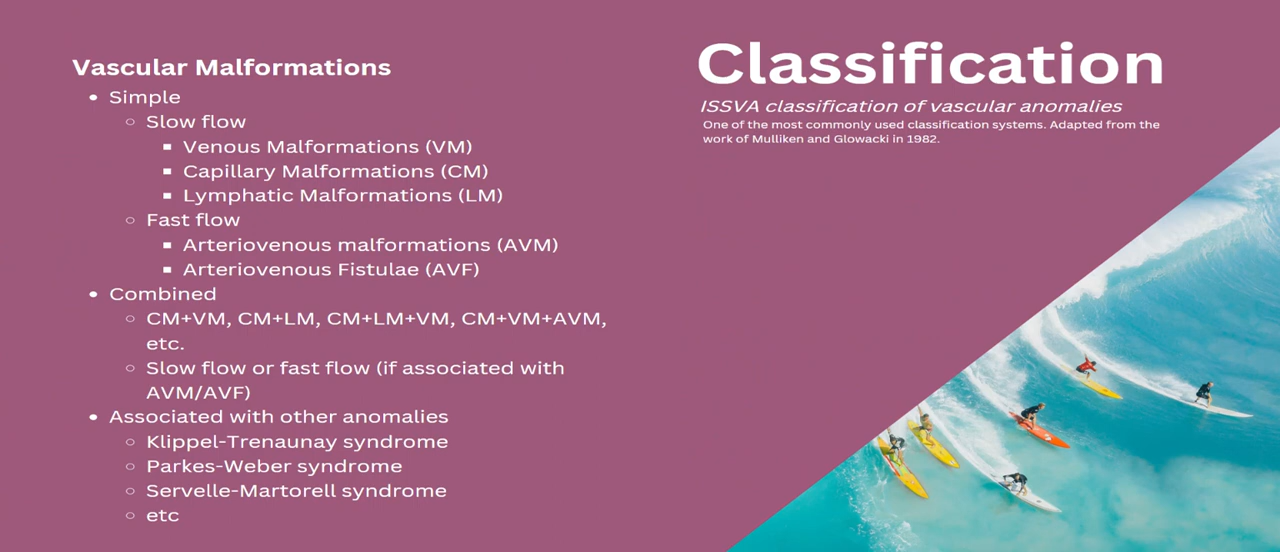 Vascular Malformations
• Simple
○ Slow flow
▪ Venous Malformations (VM)
▪ Capillary Malformations (CM)
▪ Lymphatic Malformations (LM)
○ Fast flow
▪ Arteriovenous malformations (AVM)
▪ Arteriovenous Fistulae (AVF)
• Combined
○ CM+VM, CM+LM, CM+LM+VM, CM+VM+AVM,
etc.
○ Slow flow or fast flow (if associated with
AVM/AVF)
• Associated with other anomalies
○ Klippel-Trenaunay syndrome
○ Parkes-Weber syndrome
○ Servelle-Martorell syndrome
○ etc
Classification
ISSVA classification of vascular anomalies
One of the most commonly used classification systems. Adapted from the
work of Mulliken and Glowacki in 1982.